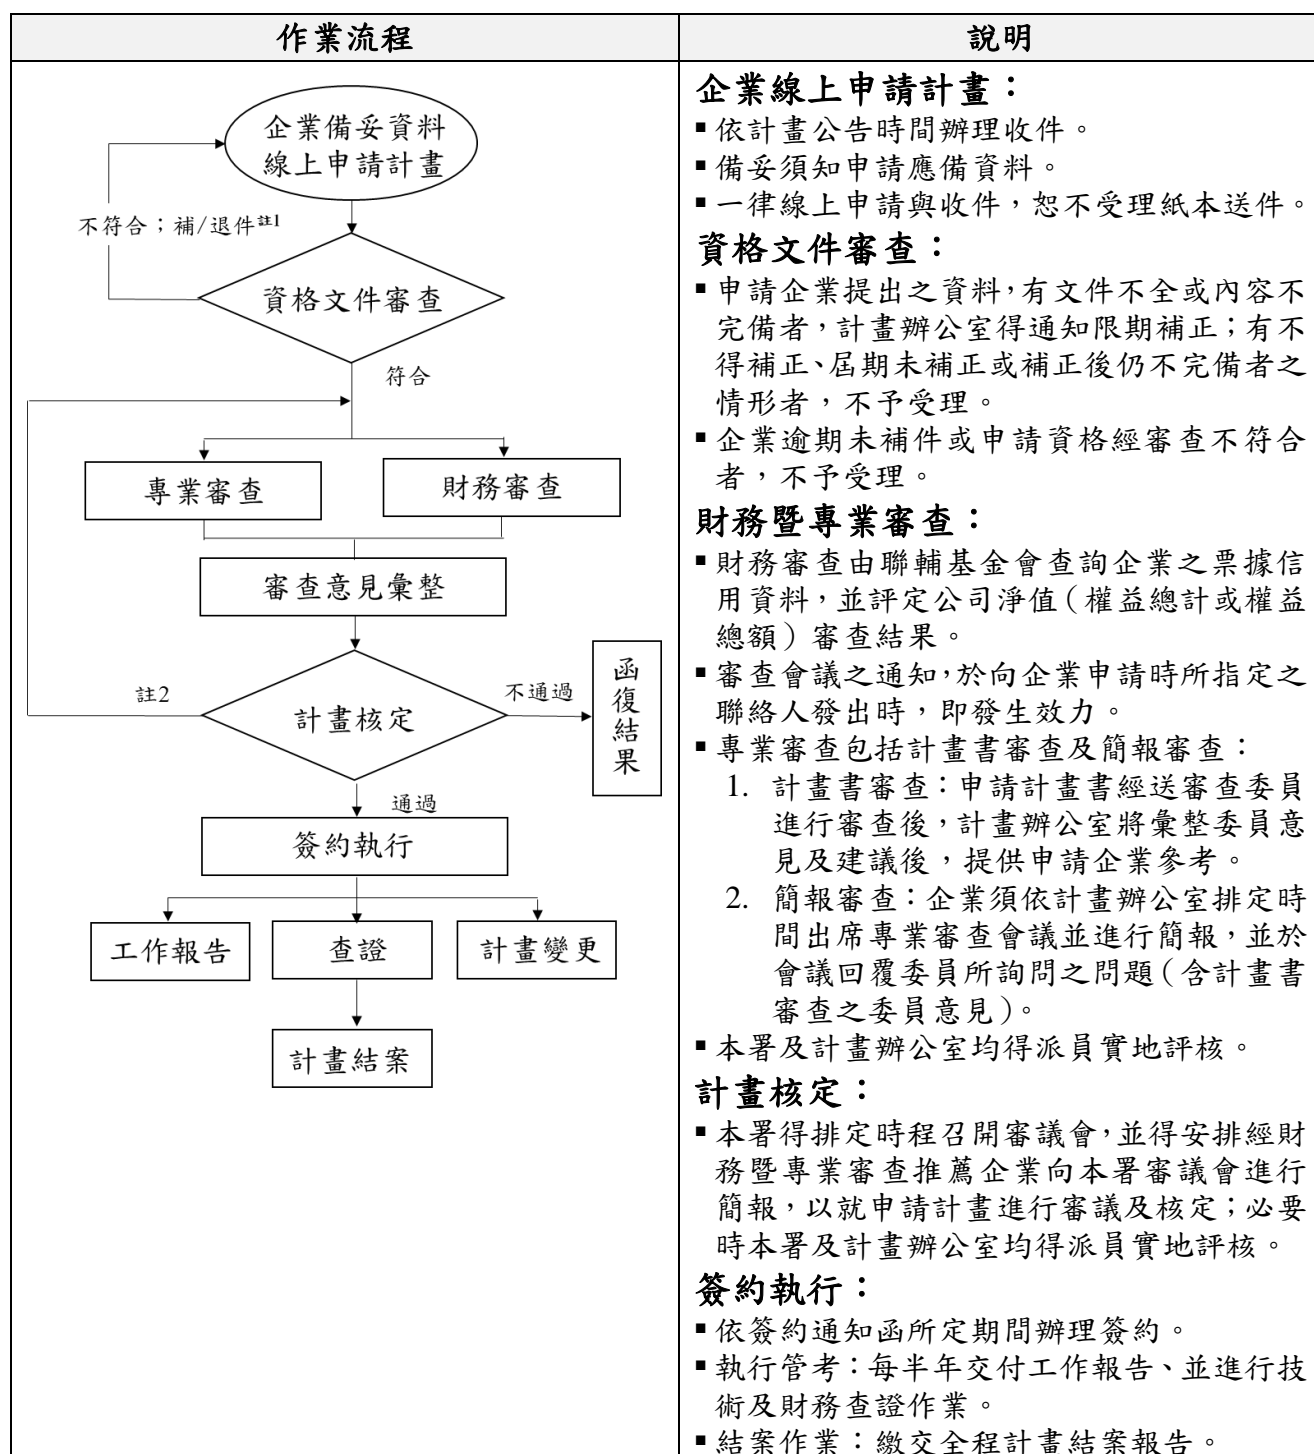 作業流程
企業備妥資料
線上申請計畫
不符合；補/退件註1
資格文件審查
符合
專業審查
財務審查
審查意見彙整
註2
計畫核定
不通過
函復結果
通過
簽約執行
工作報告
查證
計畫變更
計畫結案
說明
企業線上申請計畫：
▪依計畫公告時間辦理收件。
▪備妥須知申請應備資料。
▪一律線上申請與收件，恕不受理紙本送件。
資格文件審查：
▪申請企業提出之資料，有文件不全或內容不
完備者，計畫辦公室得通知限期補正；有不
得補正、屆期未補正或補正後仍不完備者之
情形者，不予受理。
▪企業逾期未補件或申請資格經審查不符合
者，不予受理。
財務暨專業審查：
▪財務審查由聯輔基金會查詢企業之票據信
用資料，並評定公司淨值（權益總計或權益
總額）審查結果。
▪審查會議之通知，於向企業申請時所指定之
聯絡人發出時，即發生效力。
▪專業審查包括計畫書審查及簡報審查：
1. 計畫書審查：申請計畫書經送審查委員
進行審查後，計畫辦公室將彙整委員意
見及建議後，提供申請企業參考。
2. 簡報審查：企業須依計畫辦公室排定時
間出席專業審查會議並進行簡報，並於
會議回覆委員所詢問之問題（含計畫書
審查之委員意見）。
▪本署及計畫辦公室均得派員實地評核。
計畫核定：
▪本署得排定時程召開審議會，並得安排經財
務暨專業審查推薦企業向本署審議會進行
簡報，以就申請計畫進行審議及核定；必要
時本署及計畫辦公室均得派員實地評核。
簽約執行：
▪依簽約通知函所定期間辦理簽約。
▪執行管考：每半年交付工作報告、並進行技
術及財務查證作業。
▪結案作業：繳交全程計畫結案報告。